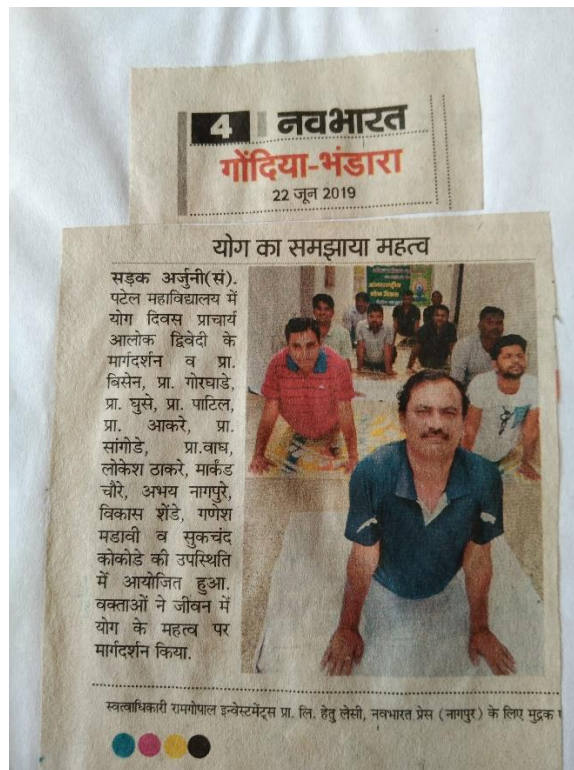 4 नवभारत
गोंदिया-भंडारा
22 जून 2019
योग का समझाया महत्व
सड़क अर्जुनी(सं).
पटेल महाविद्यालय में
योग दिवस प्राचार्य
आलोक द्विवेदी के
मार्गदर्शन व प्रा.
बिसेन, प्रा. गोरघाडे,
प्रा. घुसे, प्रा. पाटिल,
प्रा. आकरे, प्रा.
सांगोडे, प्रा.वाघ,
लोकेश ठाकरे, मार्कंड
चौरे, अभय नागपुरे,
विकास शेंडे, गणेश
मडावी व सुकचंद
कोकोडे की उपस्थिति
में आयोजित हुआ.
वक्ताओं ने जीवन में
योग के महत्व पर
मार्गदर्शन किया.
स्वत्वाधिकारी रामगोपाल इन्वेस्टमेंट्स प्रा. लि. हेतु लेसी, नवभारत प्रेस (नागपुर) के लिए मुद्रक